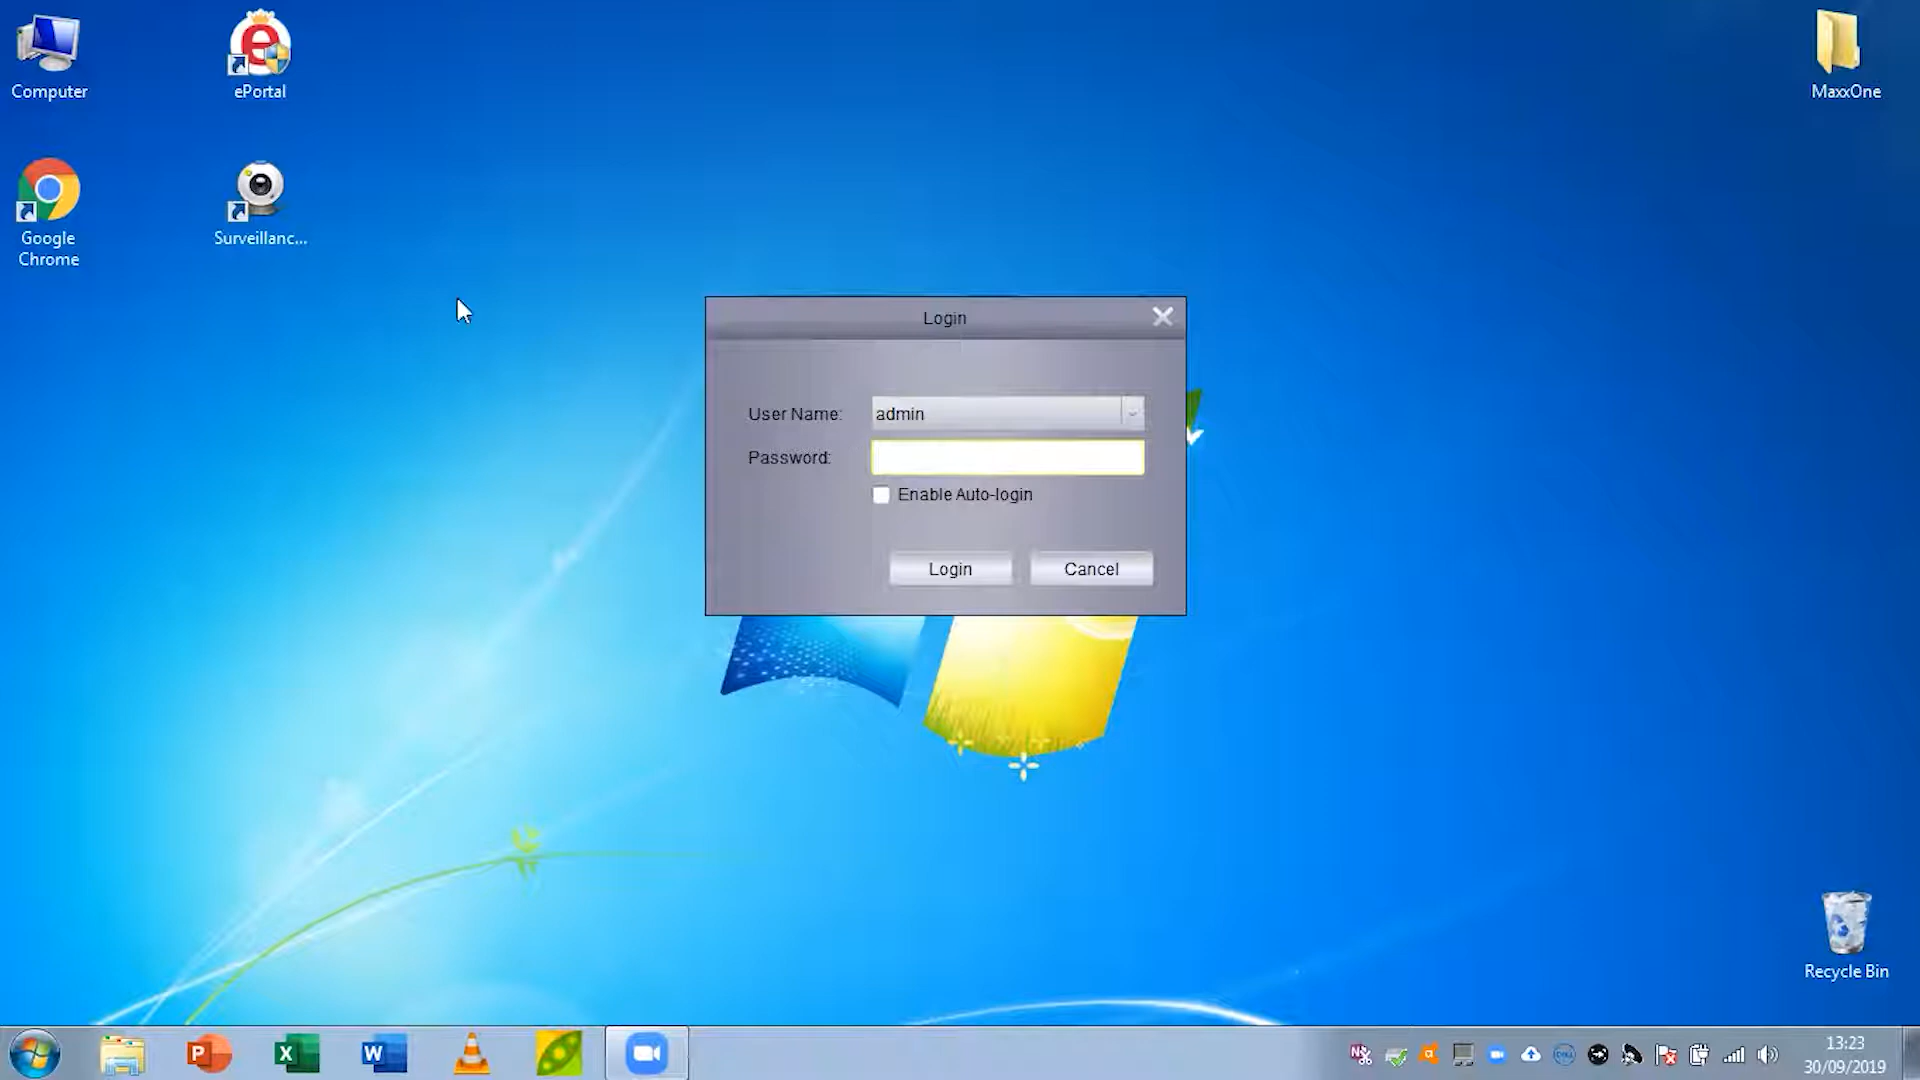 Computer
ePortal
MaxxOne
Google
Chrome
Surveillanc...
Login
User Name:
admin
Password:
Enable Auto-login
Login
Cancel
Recycle Bin
P
X
W
13:23
30/09/2019